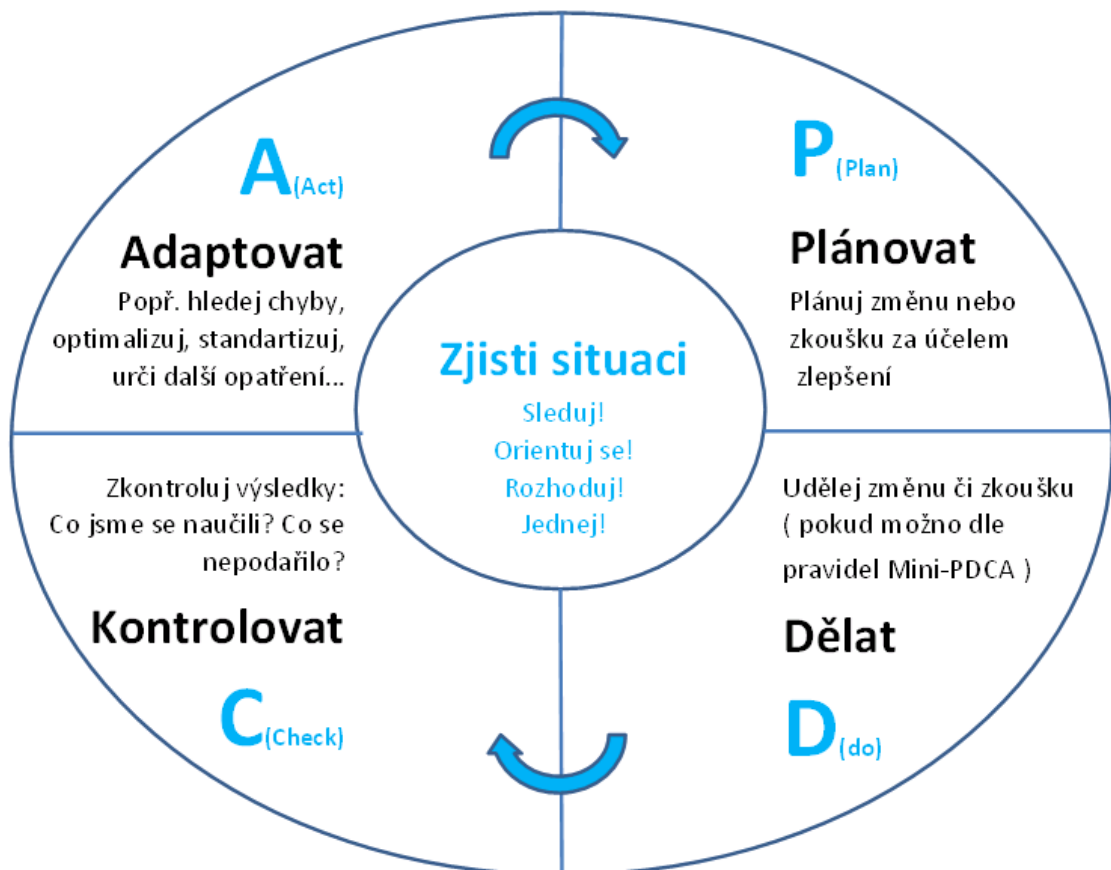 A(Act)
Adaptovat
Popř. hledej chyby,
optimalizuj, standartizuj,
urči další opatření...
P(Plan)
Plánovat
Plánuj změnu nebo
zkoušku za účelem
zlepšení
Zjisti situaci
Sleduj!
Orientuj se!
Rozhoduj!
Jednej!
Zkontroluj výsledky:
Co jsme se naučili? Co se
nepodařilo?
Kontrolovat
C(Check)
Udělej změnu či zkoušku
( pokud možno dle
pravidel Mini-PDCA )
Dělat
D(do)